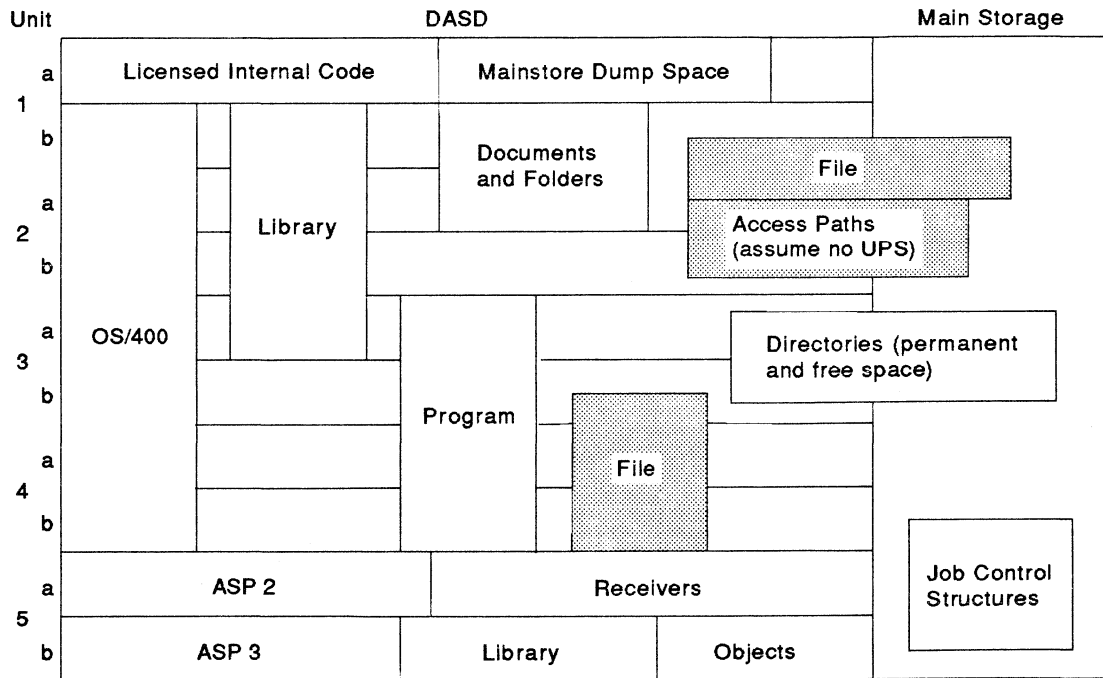 Unit DASD Main Storage
a Licensed Internal Code Mainstore Dump Space
1
b Documents
and Folders
File
a Access Paths
(assume no UPS)
2 Library
b
a OS/400 Directories (permanent
and free space)
3
b Program
a File
4
b
a ASP 2 Receivers
Job Control
Structures
5
b ASP 3 Library Objects